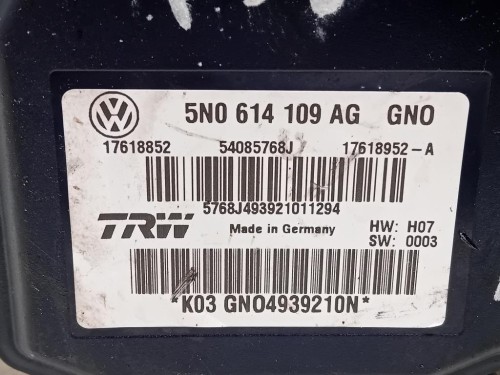 5N0 614 109 AG GNO
17618852 54085768J 17618952-A
5768J493921011294
TRW Made in Germany HW: H07
SW: 0003
*K03 GNO4939210N*